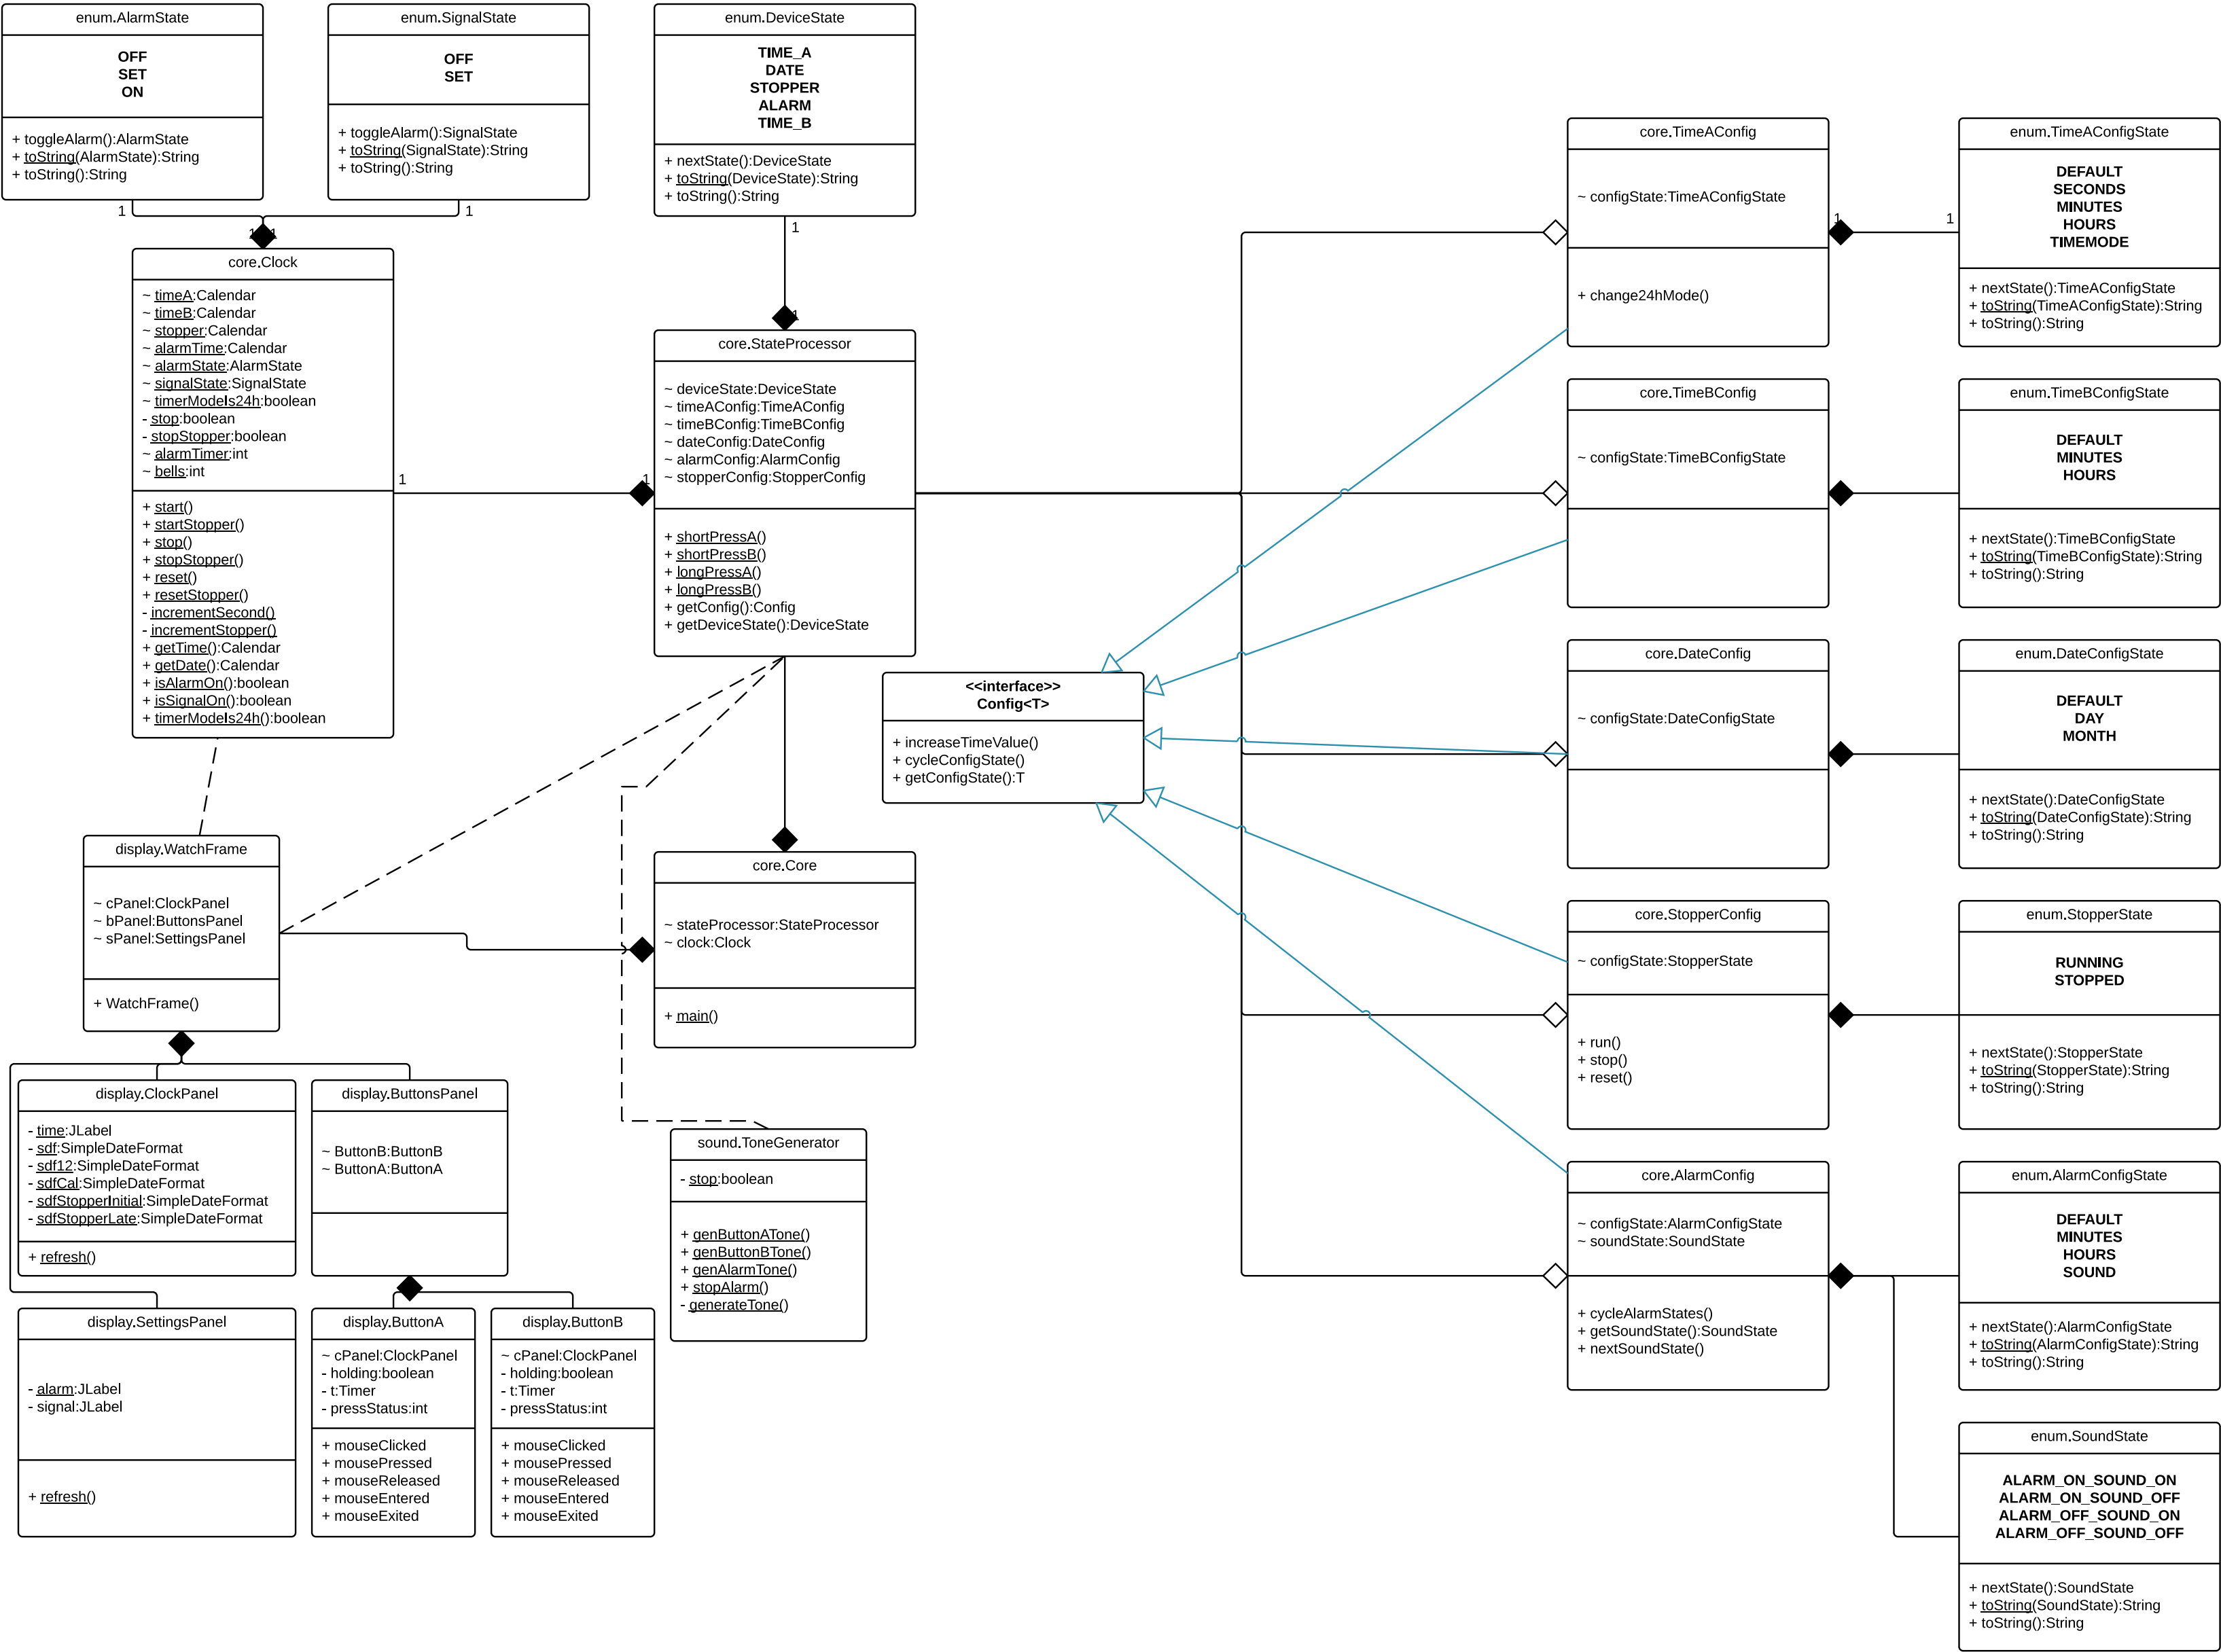 enum.AlarmState
OFF
SET
ON
+ toggleAlarm():AlarmState
+ toString(AlarmState):String
+ toString():String
enum.SignalState
OFF
SET
+ toggleAlarm():SignalState
+ toString(SignalState):String
+ toString():String
enum.DeviceState
TIME_A
DATE
STOPPER
ALARM
TIME_B
+ nextState():DeviceState
+ toString(DeviceState):String
+ toString():String
1
1
1
1
1
1
core.Clock
~ timeA:Calendar
~ timeB:Calendar
~ stopper:Calendar
~ alarmTime:Calendar
~ alarmState:AlarmState
~ signalState:SignalState
~ timerModeIs24h:boolean
- stop:boolean
- stopStopper:boolean
~ alarmTimer:int
~ bells:int
+ start()
+ startStopper()
+ stop()
+ stopStopper()
+ reset()
+ resetStopper()
- incrementSecond()
- incrementStopper()
+ getTime():Calendar
+ getDate():Calendar
+ isAlarmOn():boolean
+ isSignalOn():boolean
+ timerModeIs24h():boolean
1
1
core.StateProcessor
~ deviceState:DeviceState
~ timeAConfig:TimeAConfig
~ timeBConfig:TimeBConfig
~ dateConfig:DateConfig
~ alarmConfig:AlarmConfig
~ stopperConfig:StopperConfig
+ shortPressA()
+ shortPressB()
+ longPressA()
+ longPressB()
+ getConfig():Config
+ getDeviceState():DeviceState
<<interface>>
Config<T>
+ increaseTimeValue()
+ cycleConfigState()
+ getConfigState():T
display.WatchFrame
~ cPanel:ClockPanel
~ bPanel:ButtonsPanel
~ sPanel:SettingsPanel
+ WatchFrame()
core.Core
~ stateProcessor:StateProcessor
~ clock:Clock
+ main()
display.ClockPanel
- time:JLabel
- sdf:SimpleDateFormat
- sdf12:SimpleDateFormat
- sdfCal:SimpleDateFormat
- sdfStopperInitial:SimpleDateFormat
- sdfStopperLate:SimpleDateFormat
+ refresh()
display.ButtonsPanel
~ ButtonB:ButtonB
~ ButtonA:ButtonA
sound.ToneGenerator
- stop:boolean
+ genButtonATone()
+ genButtonBTone()
+ genAlarmTone()
+ stopAlarm()
- generateTone()
display.SettingsPanel
- alarm:JLabel
- signal:JLabel
+ refresh()
display.ButtonA
~ cPanel:ClockPanel
- holding:boolean
- t:Timer
- pressStatus:int
+ mouseClicked
+ mousePressed
+ mouseReleased
+ mouseEntered
+ mouseExited
display.ButtonB
~ cPanel:ClockPanel
- holding:boolean
- t:Timer
- pressStatus:int
+ mouseClicked
+ mousePressed
+ mouseReleased
+ mouseEntered
+ mouseExited
core.TimeAConfig
~ configState:TimeAConfigState
+ change24hMode()
1
1
enum.TimeAConfigState
DEFAULT
SECONDS
MINUTES
HOURS
TIMEMODE
+ nextState():TimeAConfigState
+ toString(TimeAConfigState):String
+ toString():String
core.TimeBConfig
~ configState:TimeBConfigState
enum.TimeBConfigState
DEFAULT
MINUTES
HOURS
+ nextState():TimeBConfigState
+ toString(TimeBConfigState):String
+ toString():String
core.DateConfig
~ configState:DateConfigState
enum.DateConfigState
DEFAULT
DAY
MONTH
+ nextState():DateConfigState
+ toString(DateConfigState):String
+ toString():String
core.StopperConfig
~ configState:StopperState
+ run()
+ stop()
+ reset()
enum.StopperState
RUNNING
STOPPED
+ nextState():StopperState
+ toString(StopperState):String
+ toString():String
core.AlarmConfig
~ configState:AlarmConfigState
~ soundState:SoundState
+ cycleAlarmStates()
+ getSoundState():SoundState
+ nextSoundState()
enum.AlarmConfigState
DEFAULT
MINUTES
HOURS
SOUND
+ nextState():AlarmConfigState
+ toString(AlarmConfigState):String
+ toString():String
enum.SoundState
ALARM_ON_SOUND_ON
ALARM_ON_SOUND_OFF
ALARM_OFF_SOUND_ON
ALARM_OFF_SOUND_OFF
+ nextState():SoundState
+ toString(SoundState):String
+ toString():String